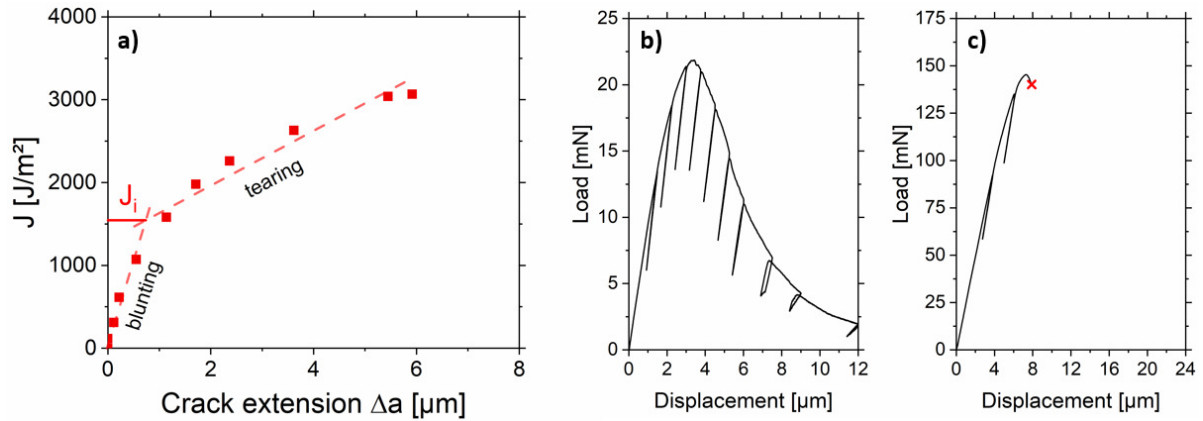 a)
J [J/m²]
4000
3000
2000
1000
0
J_i
blunting
tearing
0 2 4 6 8
Crack extension Δa [µm]
b)
Load [mN]
25
20
15
10
5
0
0 2 4 6 8 10 12
Displacement [µm]
c)
Load [mN]
175
150
125
100
75
50
25
0
0 4 8 12 16 20 24
Displacement [µm]